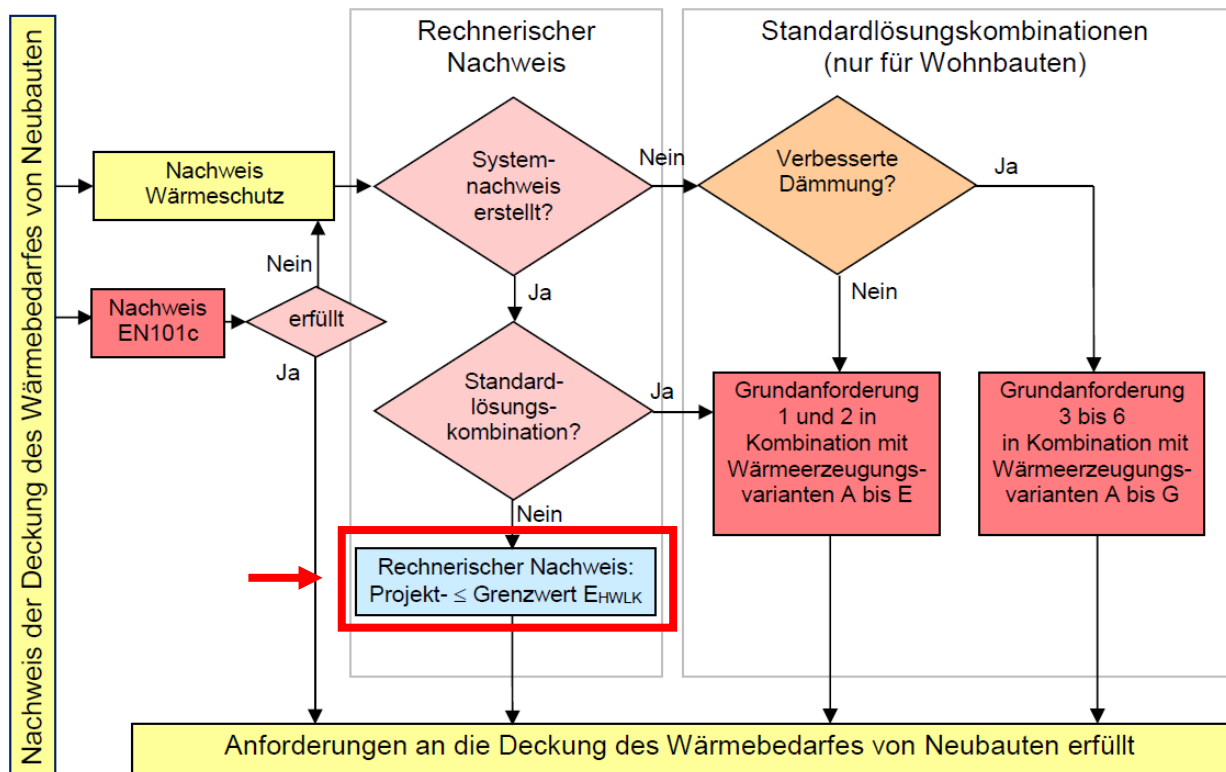 Nachweis der Deckung des Wärmebedarfes von Neubauten
Rechnerischer
Nachweis
Standardlösungskombinationen
(nur für Wohnbauten)
Nachweis
Wärmeschutz
System-
nachweis
erstellt?
Nein
Verbesserte
Dämmung?
Ja
Nein
Nachweis
EN101c
erfüllt
Ja
Ja
Nein
Standard-
lösungs-
kombination?
Ja
Grundanforderung
1 und 2 in
Kombination mit
Wärmeerzeugungs-
varianten A bis E
Grundanforderung
3 bis 6
in Kombination mit
Wärmeerzeugungs-
varianten A bis G
Nein
Rechnerischer Nachweis:
Projekt- ≤ Grenzwert EHWLK
Anforderungen an die Deckung des Wärmebedarfes von Neubauten erfüllt